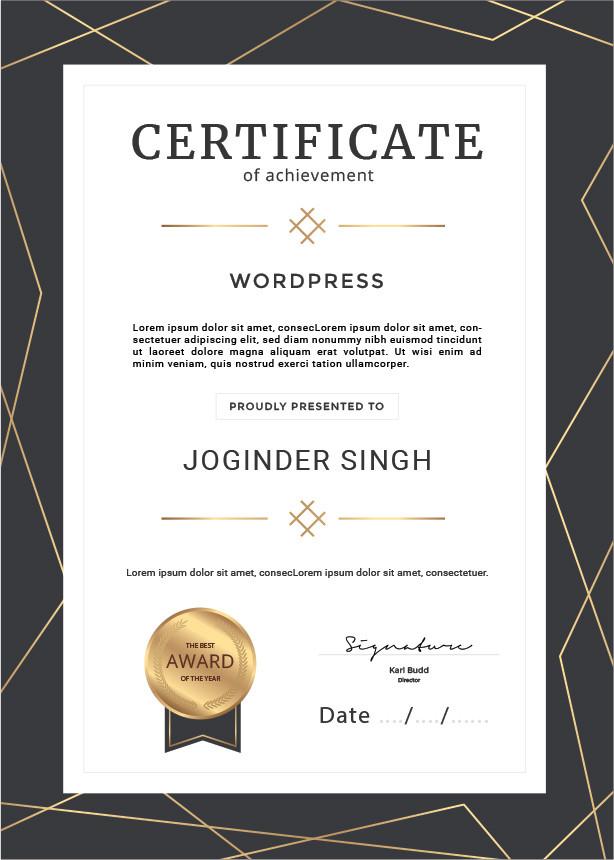 CERTIFICATE
of achievement
WORDPRESS
Lorem ipsum dolor sit amet, consecLorem ipsum dolor sit amet, con-
sectetuer adipiscing elit, sed diam nonummy nibh euismod tincidunt
ut laoreet dolore magna aliquam erat volutpat. Ut wisi enim ad
minim veniam, quis nostrud exerci tation ullamcorper.
PROUDLY PRESENTED TO
JOGINDER SINGH
Lorem ipsum dolor sit amet, consecLorem ipsum dolor sit amet, consectetuer.
THE BEST
AWARD
OF THE YEAR
Signature
Karl Budd
Director
Date ..../..../......